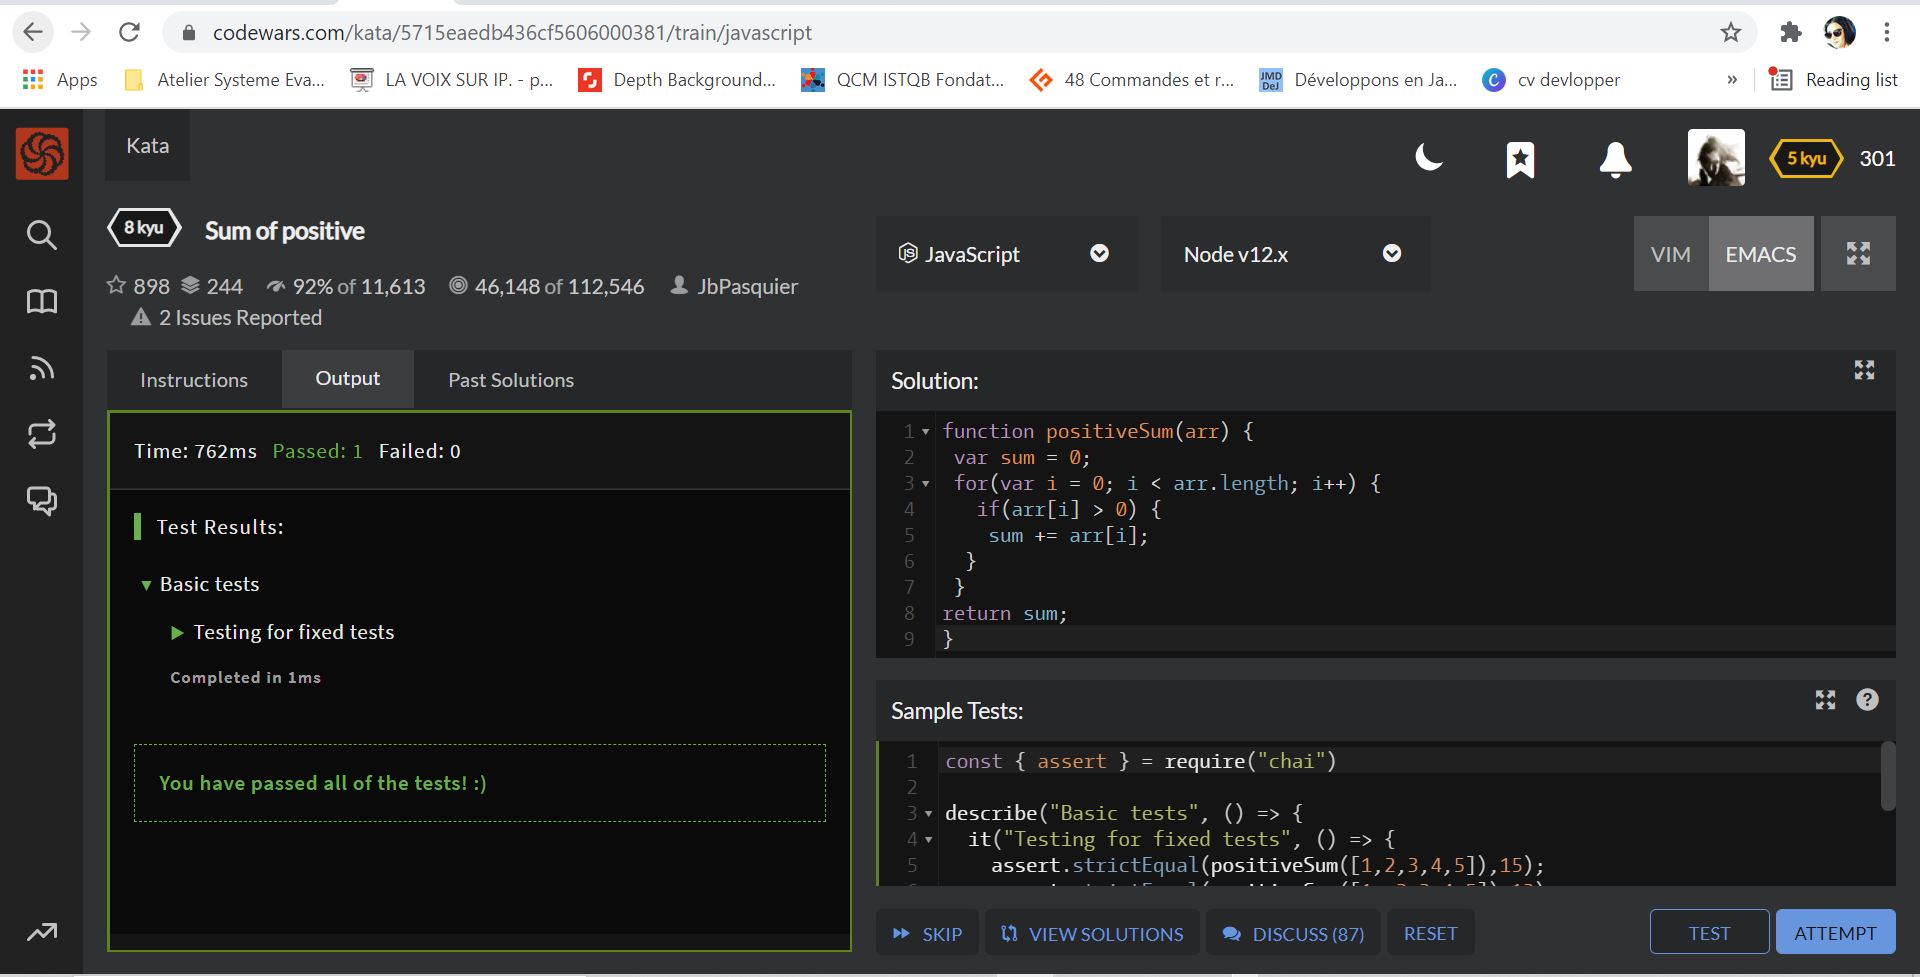 codewars.com/kata/5715eaedb436cf5606000381/train/javascript
Apps
Atelier Systeme Eva...
LA VOIX SUR IP. - p...
Depth Background...
QCM ISTQB Fondat...
48 Commandes et r...
JMD
DeJ
Développons en Ja...
cv devlopper
»
Reading list
Kata
5 kyu 301
8 kyu Sum of positive
JavaScript
Node v12.x
VIM EMACS
898 244 92% of 11,613 46,148 of 112,546 JbPasquier
2 Issues Reported
Instructions Output Past Solutions
Time: 762ms Passed: 1 Failed: 0
Test Results:
Basic tests
Testing for fixed tests
Completed in 1ms
You have passed all of the tests! :)
Solution:
1 function positiveSum(arr) {
2 var sum = 0;
3 for(var i = 0; i < arr.length; i++) {
4 if(arr[i] > 0) {
5 sum += arr[i];
6 }
7 }
8 return sum;
9 }
Sample Tests:
1 const { assert } = require("chai")
2
3 describe("Basic tests", () => {
4 it("Testing for fixed tests", () => {
5 assert.strictEqual(positiveSum([1,2,3,4,5]),15);
SKIP VIEW SOLUTIONS DISCUSS (87) RESET TEST ATTEMPT